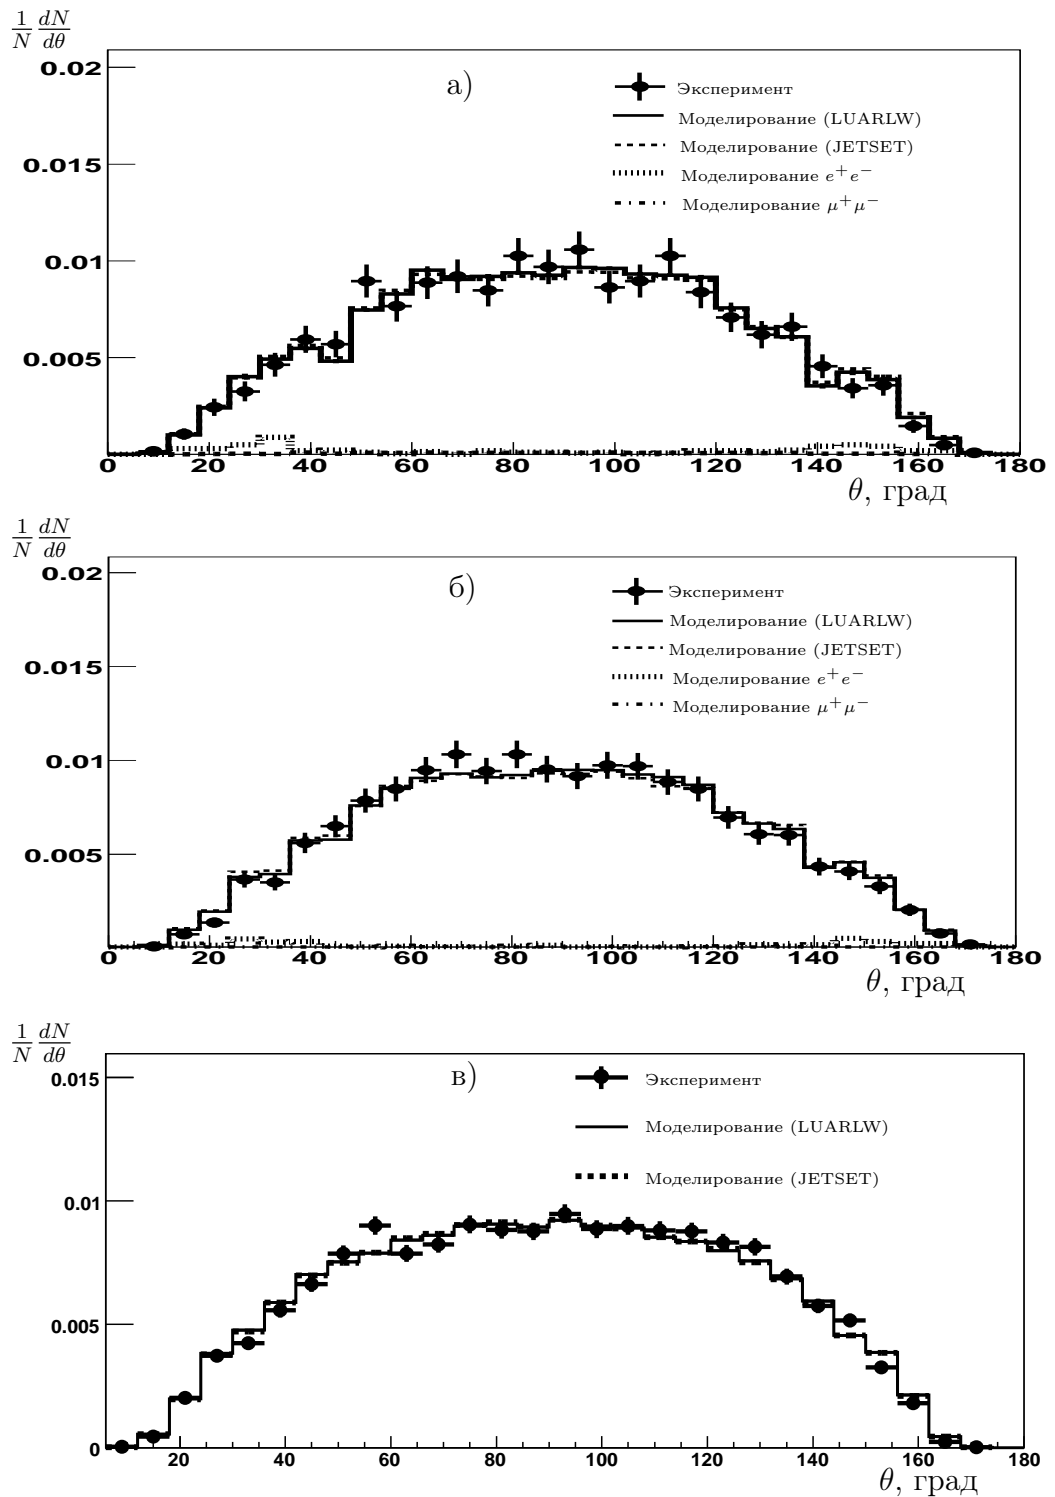 1/N dN/dθ
0.02
а)
Эксперимент
Моделирование (LUARLW)
Моделирование (JETSET)
Моделирование e⁺e⁻
Моделирование μ⁺μ⁻
0.015
0.01
0.005
0 20 40 60 80 100 120 140 160 180
θ, град
1/N dN/dθ
0.02
б)
Эксперимент
Моделирование (LUARLW)
Моделирование (JETSET)
Моделирование e⁺e⁻
Моделирование μ⁺μ⁻
0.015
0.01
0.005
0 20 40 60 80 100 120 140 160 180
θ, град
1/N dN/dθ
0.015
в)
Эксперимент
Моделирование (LUARLW)
Моделирование (JETSET)
0.01
0.005
0
20 40 60 80 100 120 140 160 180
θ, град